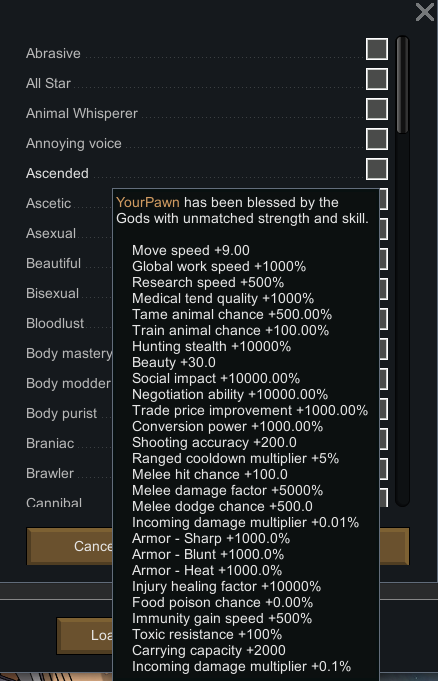 Abrasive
All Star
Animal Whisperer
Annoying voice
Ascended
Ascetic
Asexual
Beautiful
Bisexual
Bloodlust
Body mastery
Body modder
Body purist
Braniac
Brawler
Cannibal
YourPawn has been blessed by the
Gods with unmatched strength and skill.
Move speed +9.00
Global work speed +1000%
Research speed +500%
Medical tend quality +1000%
Tame animal chance +500.00%
Train animal chance +100.00%
Hunting stealth +10000%
Beauty +30.0
Social impact +10000.00%
Negotiation ability +10000.00%
Trade price improvement +1000.00%
Conversion power +1000.00%
Shooting accuracy +200.0
Ranged cooldown multiplier +5%
Melee hit chance +100.0
Melee damage factor +5000%
Melee dodge chance +500.0
Incoming damage multiplier +0.01%
Armor - Sharp +1000.0%
Armor - Blunt +1000.0%
Armor - Heat +1000.0%
Injury healing factor +10000%
Food poison chance +0.00%
Immunity gain speed +500%
Toxic resistance +100%
Carrying capacity +2000
Incoming damage multiplier +0.1%